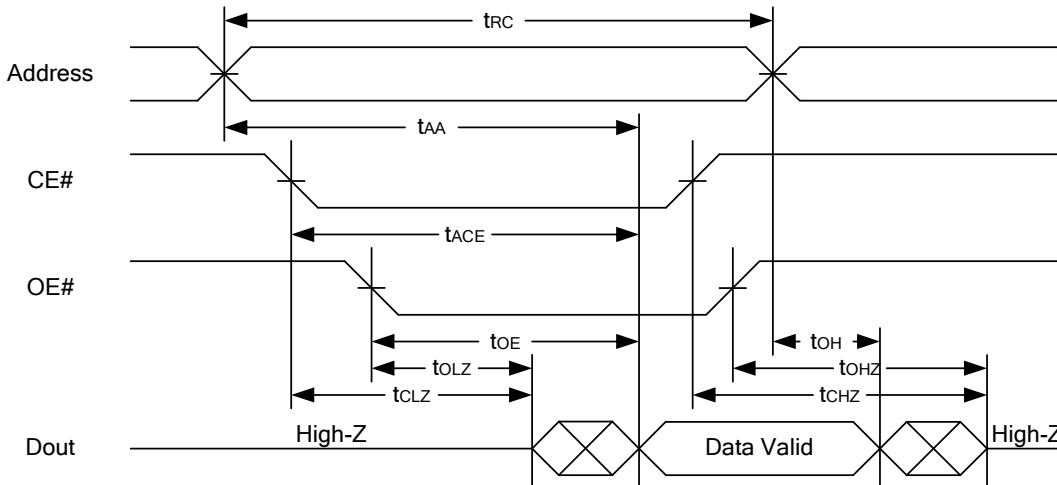 tRC
Address
tAA
CE#
tACE
OE#
tOE
tOH
tOLZ
tOHZ
tCLZ
tCHZ
High-Z
Data Valid
High-Z
Dout